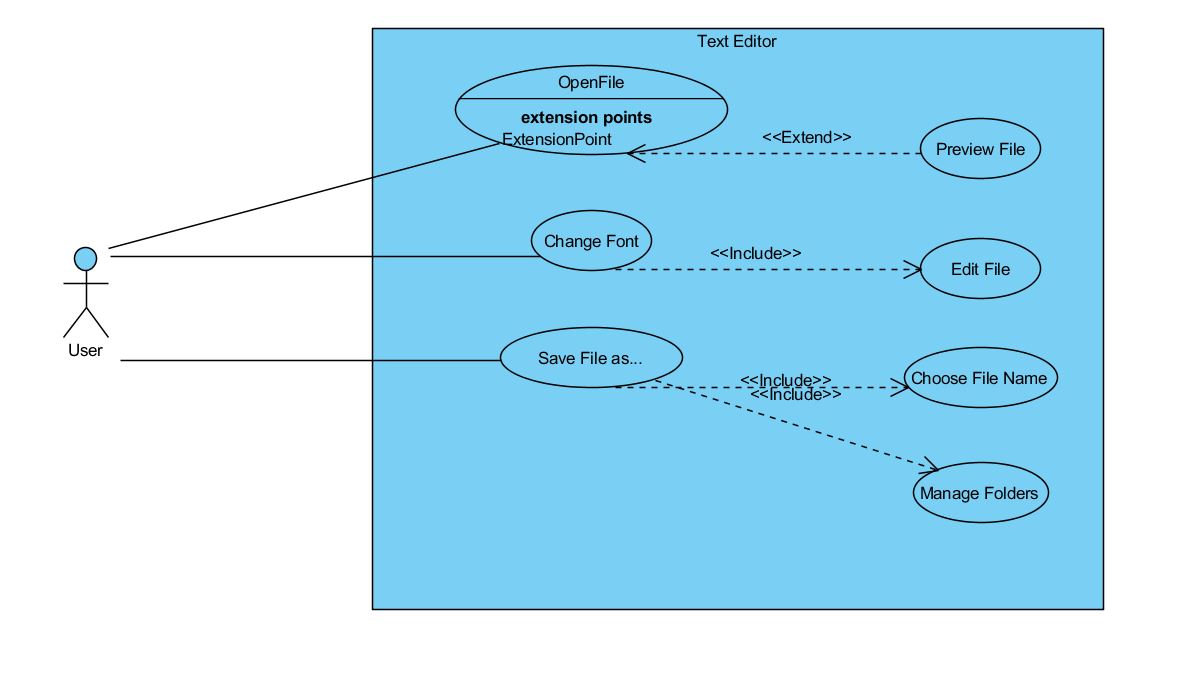 Text Editor
OpenFile
extension points
ExtensionPoint
<<Extend>>
Preview File
Change Font
<<Include>>
Edit File
User
Save File as...
<<Include>>
<<Include>>
Choose File Name
Manage Folders